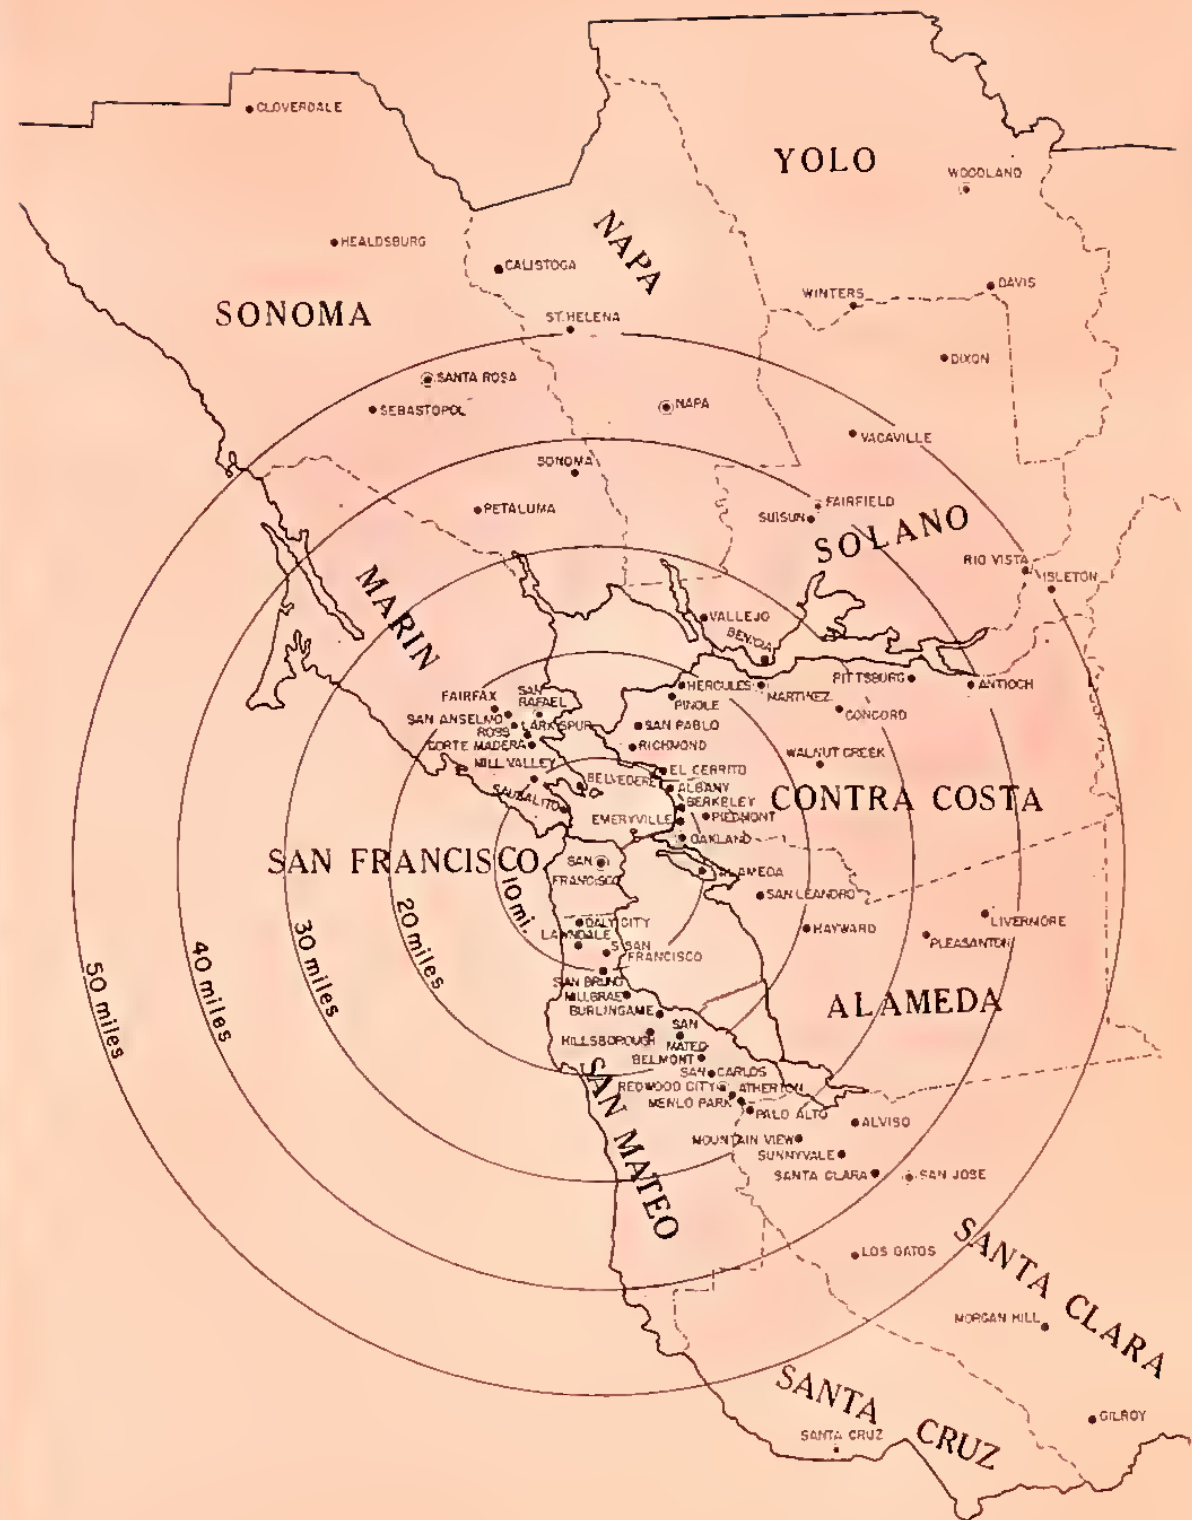 CLOVERDALE
YOLO
WOODLAND
HEALDSBURG
NAPA
CALISTOGA
SONOMA
WINTERS
DAVIS
ST. HELENA
DIXON
SANTA ROSA
SEBASTOPOL
NAPA
VACAVILLE
SONOMA
PETALUMA
FAIRFIELD
SUISUN
SOLANO
RIO VISTA
ISLETON
MARIN
VALLEJO
BENICIA
PITTSBURG
ANTIOCH
HERCULES
MARTINEZ
PINOLE
CONCORD
FAIRFAX
SAN
RAFAEL
SAN ANSELMO
LARKSPUR
ROSS
CORTE MADERA
SAN PABLO
RICHMOND
WALNUT CREEK
MILL VALLEY
BELVEDERE
EL CERRITO
ALBANY
SAUSALITO
BERKELEY
CONTRA COSTA
EMERYVILLE
PIEDMONT
OAKLAND
SAN FRANCISCO
SAN
FRANCISCO
ALAMEDA
SAN LEANDRO
10 mi.
20 miles
30 miles
40 miles
50 miles
DALY CITY
LAWNDALE
HAYWARD
LIVERMORE
PLEASANTON
S. SAN
FRANCISCO
SAN BRUNO
MILLBRAE
BURLINGAME
ALAMEDA
HILLSBOROUGH
SAN
MATEO
BELMONT
SAN CARLOS
REDWOOD CITY
ATHERTON
MENLO PARK
PALO ALTO
ALVISO
SAN MATEO
MOUNTAIN VIEW
SUNNYVALE
SANTA CLARA
SAN JOSE
LOS GATOS
SANTA CLARA
MORGAN HILL
SANTA CRUZ
SANTA CRUZ
GILROY